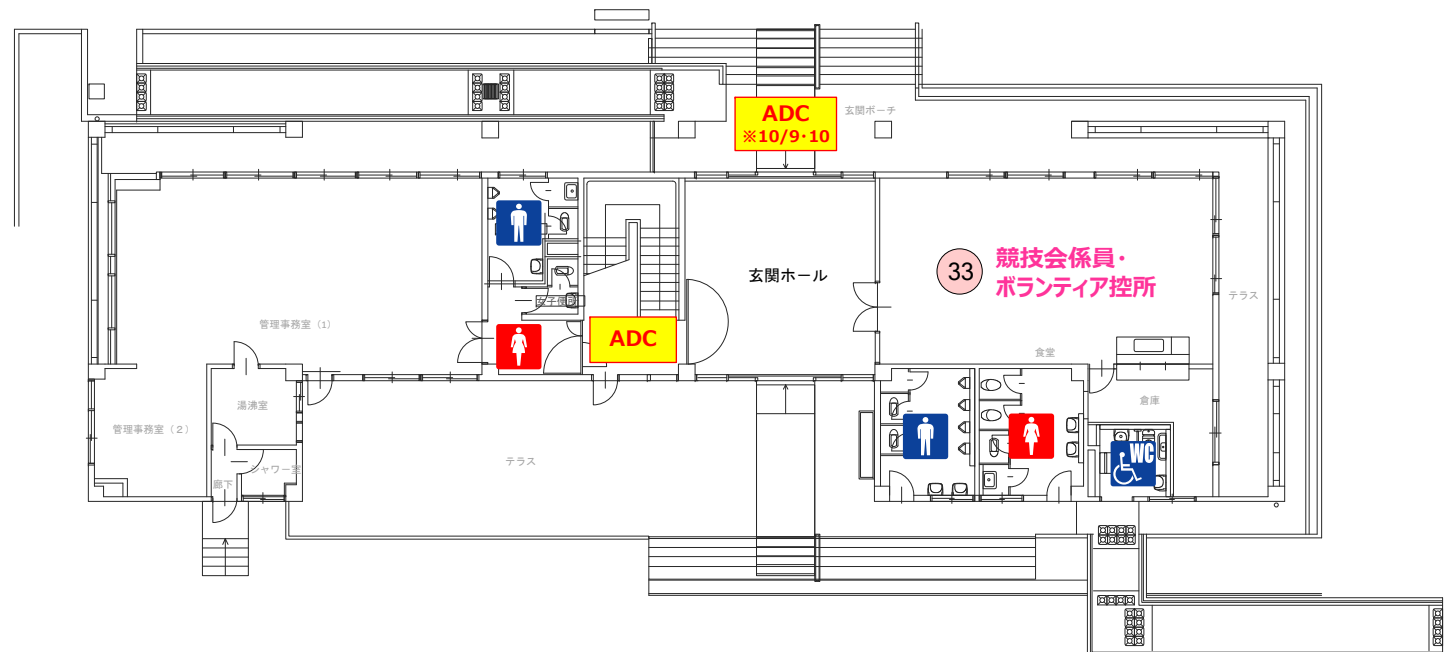 ADC
※10/9･10
玄関ポーチ
玄関ホール
33
競技会係員・
ボランティア控所
テラス
女子便所
管理事務室（1）
ADC
食堂
湯沸室
倉庫
管理事務室（２）
テラス
シャワー室
廊下
WC